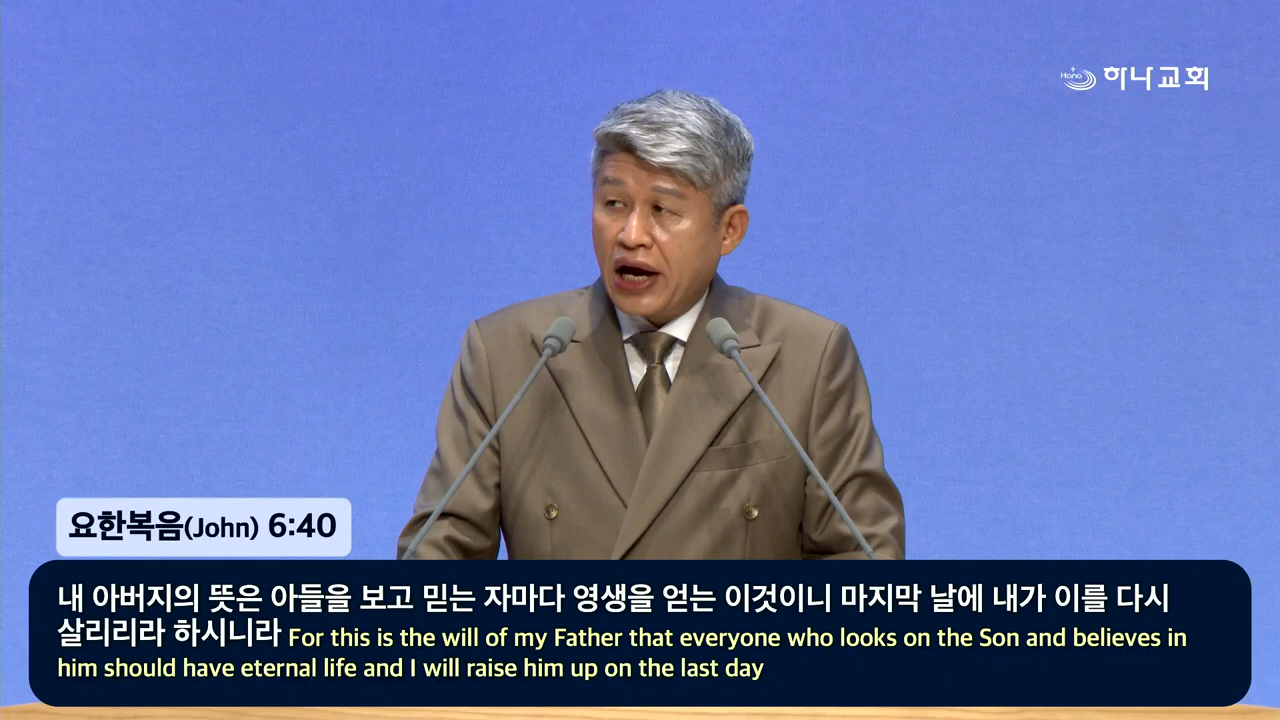 Hana 하나교회
요한복음(John) 6:40
내 아버지의 뜻은 아들을 보고 믿는 자마다 영생을 얻는 이것이니 마지막 날에 내가 이를 다시
살리리라 하시니라 For this is the will of my Father that everyone who looks on the Son and believes in
him should have eternal life and I will raise him up on the last day